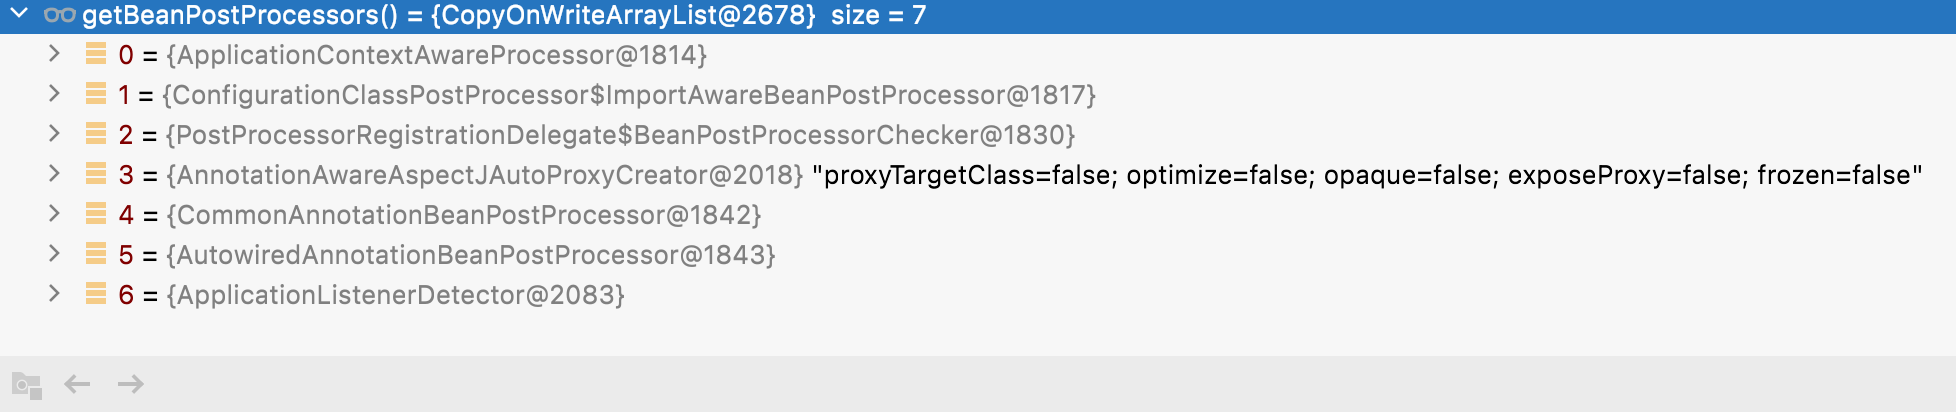 getBeanPostProcessors() = {CopyOnWriteArrayList@2678} size = 7
0 = {ApplicationContextAwareProcessor@1814}
1 = {ConfigurationClassPostProcessor$ImportAwareBeanPostProcessor@1817}
2 = {PostProcessorRegistrationDelegate$BeanPostProcessorChecker@1830}
3 = {AnnotationAwareAspectJAutoProxyCreator@2018} "proxyTargetClass=false; optimize=false; opaque=false; exposeProxy=false; frozen=false"
4 = {CommonAnnotationBeanPostProcessor@1842}
5 = {AutowiredAnnotationBeanPostProcessor@1843}
6 = {ApplicationListenerDetector@2083}